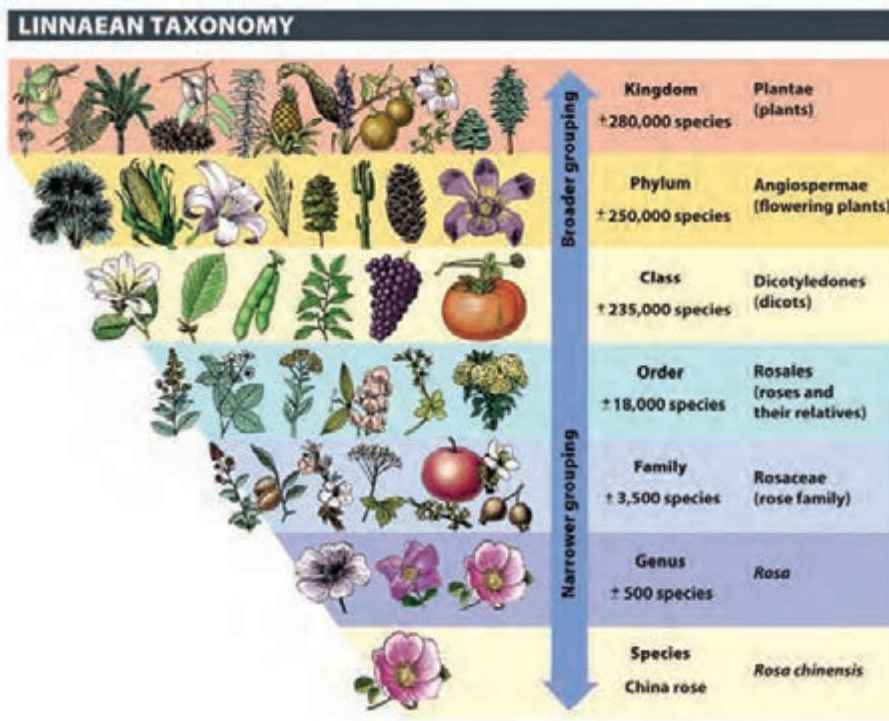 LINNAEAN TAXONOMY
Broader grouping
Narrower grouping
Kingdom
±280,000 species
Plantae
(plants)
Phylum
±250,000 species
Angiospermae
(flowering plants)
Class
±235,000 species
Dicotyledones
(dicots)
Order
±18,000 species
Rosales
(roses and
their relatives)
Family
± 3,500 species
Rosaceae
(rose family)
Genus
± 500 species
Rosa
Species
China rose
Rosa chinensis